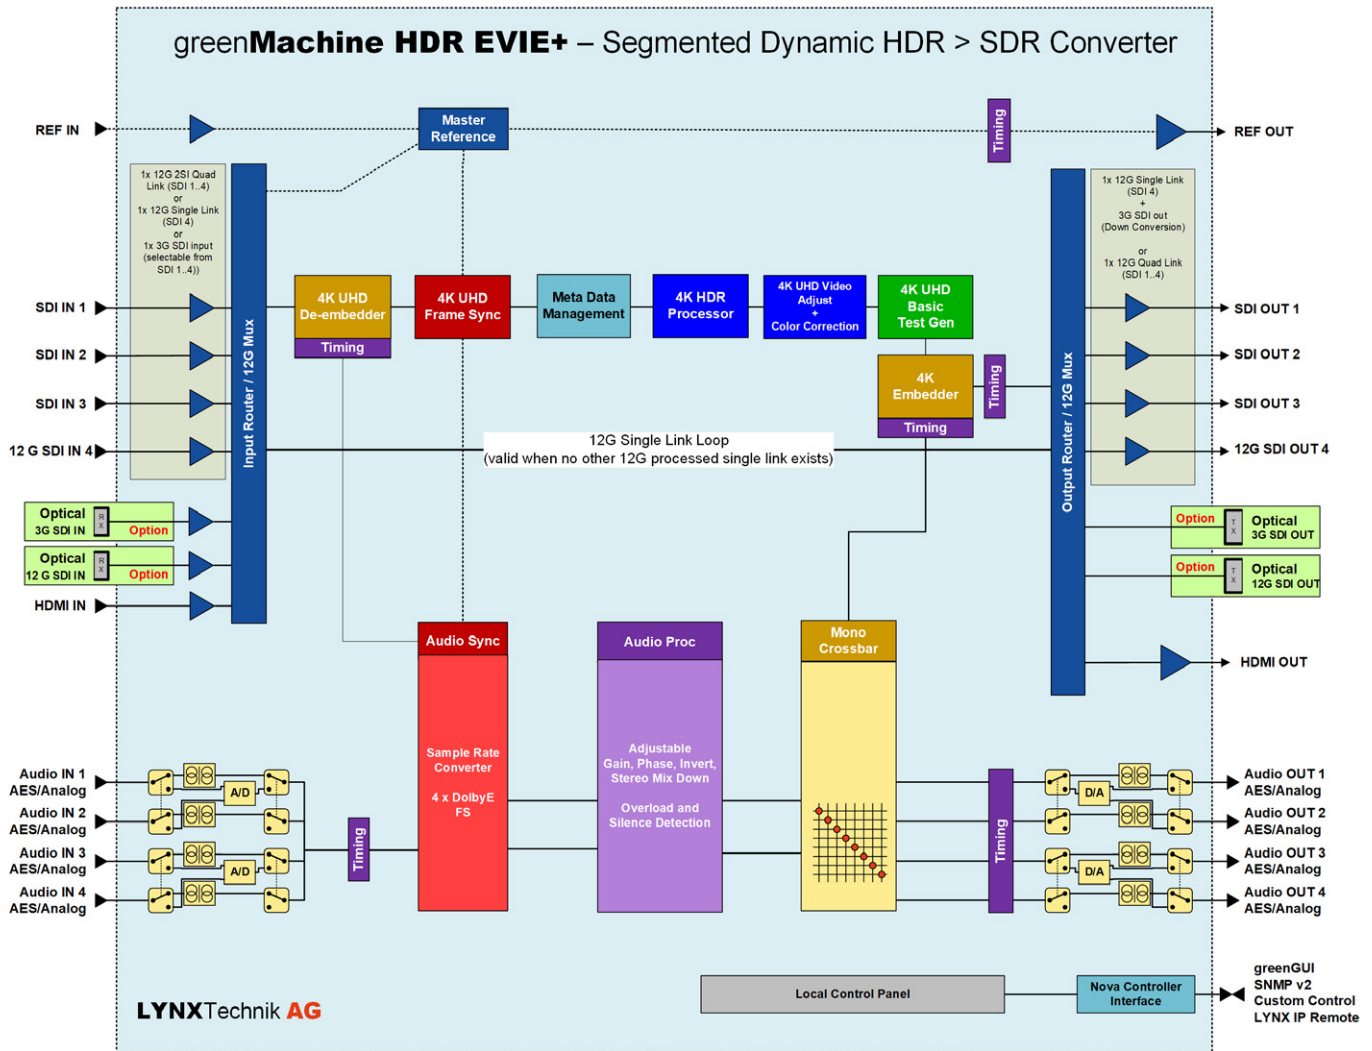 greenMachine HDR EVIE+ – Segmented Dynamic HDR > SDR Converter
REF IN
Master
Reference
Timing
REF OUT
1x 12G 2SI Quad
Link (SDI 1..4)
or
1x 12G Single Link
(SDI 4)
or
1x 3G SDI input
(selectable from
SDI 1..4))
Input Router / 12G Mux
SDI IN 1
SDI IN 2
SDI IN 3
12 G SDI IN 4
Optical
3G SDI IN
RX
Option
Optical
12 G SDI IN
RX
Option
HDMI IN
4K UHD
De-embedder
Timing
4K UHD
Frame Sync
Meta Data
Management
4K HDR
Processor
4K UHD Video
Adjust
+
Color Correction
4K UHD
Basic
Test Gen
4K
Embedder
Timing
Timing
12G Single Link Loop
(valid when no other 12G processed single link exists)
Output Router / 12G Mux
1x 12G Single Link
(SDI 4)
+
3G SDI out
(Down Conversion)
or
1x 12G Quad Link
(SDI 1..4)
SDI OUT 1
SDI OUT 2
SDI OUT 3
12G SDI OUT 4
Option
TX
Optical
3G SDI OUT
Option
TX
Optical
12G SDI OUT
HDMI OUT
Audio Sync
Sample Rate
Converter
4 x DolbyE
FS
Audio Proc
Adjustable
Gain, Phase, Invert,
Stereo Mix Down
Overload and
Silence Detection
Mono
Crossbar
Audio IN 1
AES/Analog
Audio IN 2
AES/Analog
Audio IN 3
AES/Analog
Audio IN 4
AES/Analog
A/D
A/D
Timing
Timing
D/A
D/A
Audio OUT 1
AES/Analog
Audio OUT 2
AES/Analog
Audio OUT 3
AES/Analog
Audio OUT 4
AES/Analog
LYNXTechnik AG
Local Control Panel
Nova Controller
Interface
greenGUI
SNMP v2
Custom Control
LYNX IP Remote